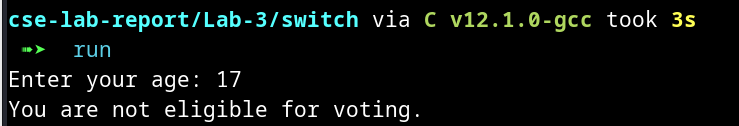 cse-lab-report/Lab-3/switch via C v12.1.0-gcc took 3s
➠➤ run
Enter your age: 17
You are not eligible for voting.